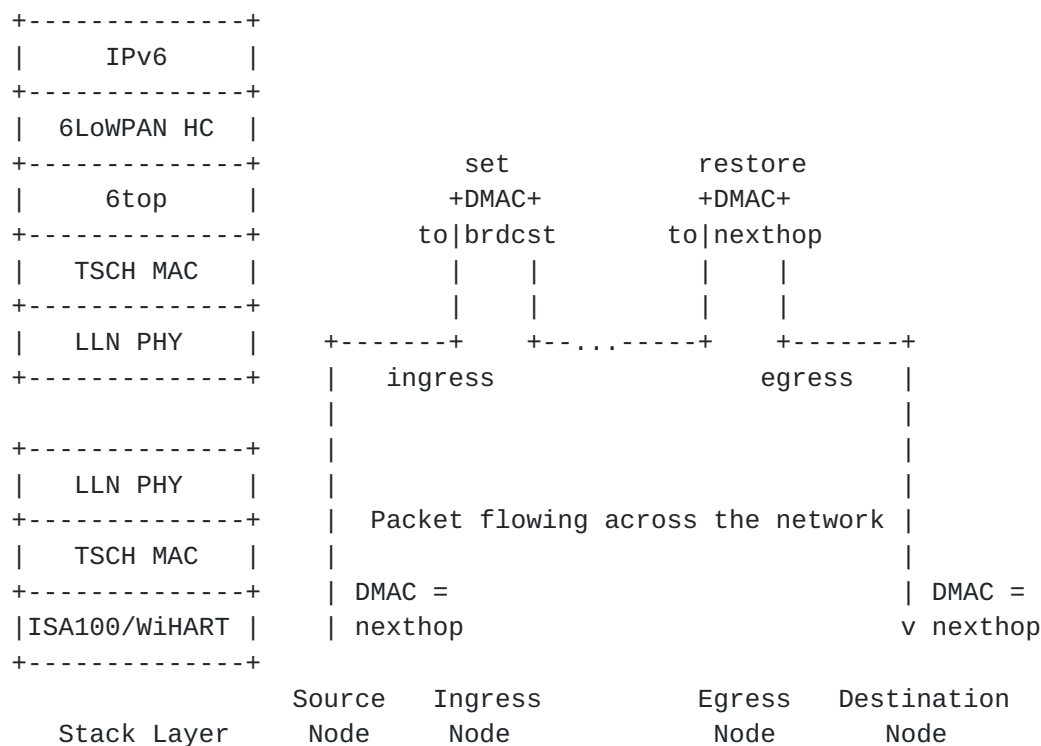 +--------------+
|     IPv6     |
+--------------+
|  6LoWPAN HC  |
+--------------+             set            restore
|     6top     |            +DMAC+          +DMAC+
+--------------+          to|brdcst       to|nexthop
|   TSCH MAC   |            |    |          |    |
+--------------+            |    |          |    |
|   LLN PHY    |    +-------+    +--...-----+    +-------+
+--------------+    |   ingress                 egress   |
                    |                                    |
+--------------+    |                                    |
|   LLN PHY    |    |                                    |
+--------------+    |  Packet flowing across the network |
|   TSCH MAC   |    |                                    |
+--------------+    | DMAC =                             | DMAC =
|ISA100/WiHART |    | nexthop                            v nexthop
+--------------+
                  Source   Ingress          Egress   Destination
   Stack Layer     Node     Node             Node       Node